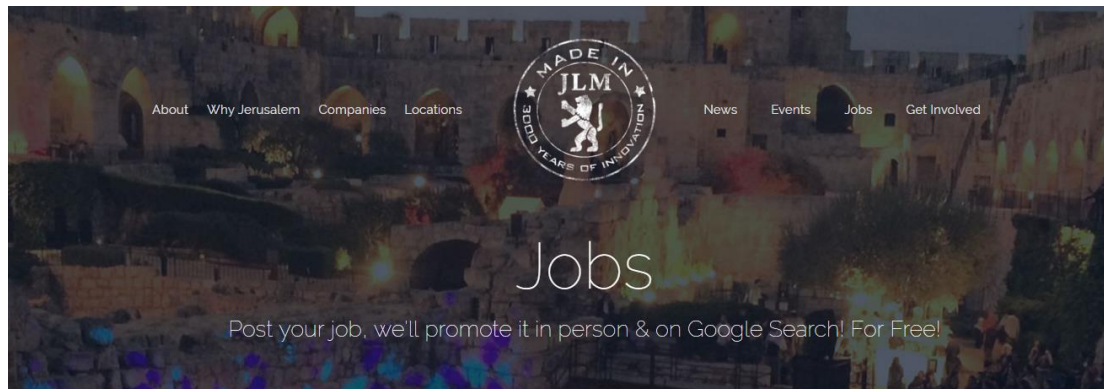 About Why Jerusalem Companies Locations
MADE IN
JLM
3000 YEARS OF INNOVATION
News Events Jobs Get Involved
Jobs
Post your job, we'll promote it in person & on Google Search! For Free!